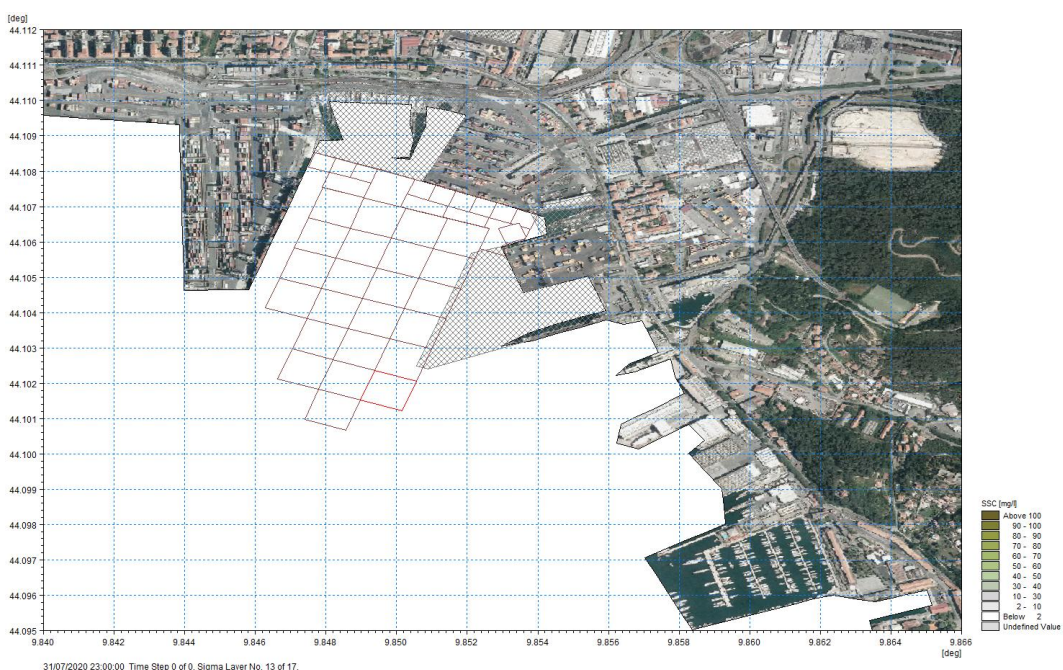 [deg]
44.112
44.111
44.110
44.109
44.108
44.107
44.106
44.105
44.104
44.103
44.102
44.101
44.100
44.099
44.098
44.097
44.096
44.095
9.840 9.842 9.844 9.846 9.848 9.850 9.852 9.854 9.856 9.858 9.860 9.862 9.864 9.866
[deg]
SSC [mg/l]
Above 100
90 - 100
80 - 90
70 - 80
60 - 70
50 - 60
40 - 50
30 - 40
10 - 30
2 - 10
Below 2
Undefined Value
31/07/2020 23:00:00 Time Step 0 of 0. Sigma Layer No. 13 of 17.